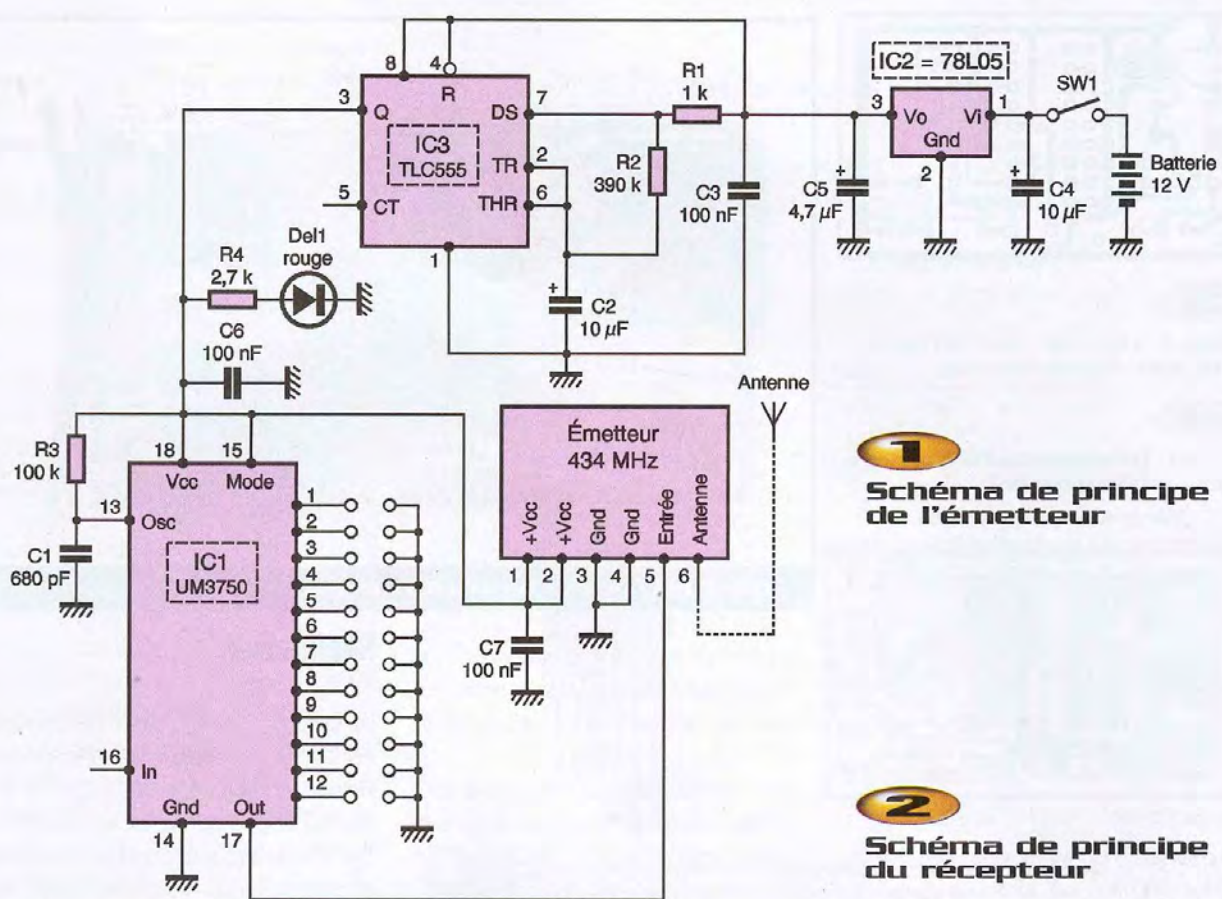 8
4
R
3
Q
IC3
TLC555
DS
7
TR
2
THR
6
5
CT
1
R1
1 k
R2
390 k
C3
100 nF
C2
10 µF
+
IC2 = 78L05
3
Vo
Vi
1
Gnd
2
SW1
+
C5
4,7 µF
+
C4
10 µF
Batterie
12 V
R4
2,7 k
Del1
rouge
C6
100 nF
R3
100 k
18
15
Vcc
Mode
13
Osc
C1
680 pF
IC1
UM3750
1
2
3
4
5
6
7
8
9
10
11
12
16
In
Gnd
Out
14
17
Émetteur
434 MHz
+Vcc
+Vcc
Gnd
Gnd
Entrée
Antenne
1
2
3
4
5
6
C7
100 nF
Antenne
1
Schéma de principe
de l'émetteur
2
Schéma de principe
du récepteur